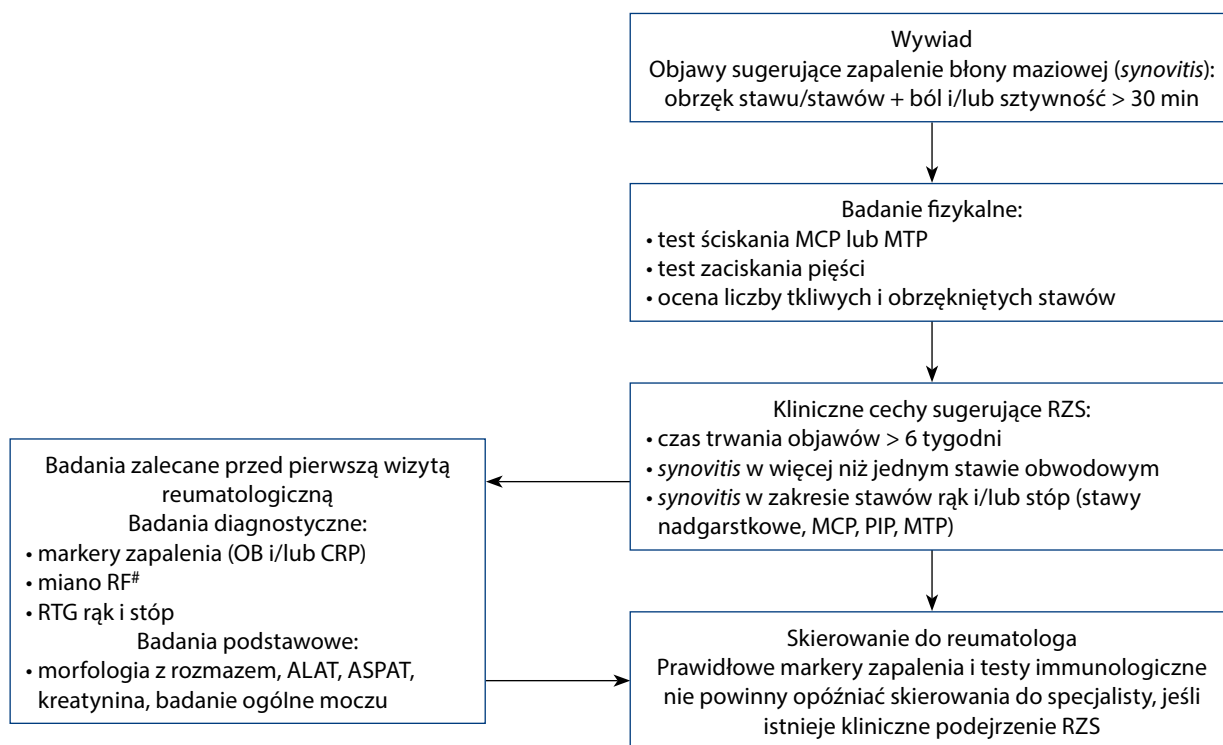 Wywiad
Objawy sugerujące zapalenie błony maziowej (synovitis):
obrzęk stawu/stawów + ból i/lub sztywność > 30 min
Badanie fizykalne:
• test ściskania MCP lub MTP
• test zaciskania pięści
• ocena liczby tkliwych i obrzękniętych stawów
Kliniczne cechy sugerujące RZS:
• czas trwania objawów > 6 tygodni
• synovitis w więcej niż jednym stawie obwodowym
• synovitis w zakresie stawów rąk i/lub stóp (stawy
nadgarstkowe, MCP, PIP, MTP)
Badania zalecane przed pierwszą wizytą
reumatologiczną
Badania diagnostyczne:
• markery zapalenia (OB i/lub CRP)
• miano RF#
• RTG rąk i stóp
Badania podstawowe:
• morfologia z rozmazem, ALAT, ASPAT,
kreatynina, badanie ogólne moczu
Skierowanie do reumatologa
Prawidłowe markery zapalenia i testy immunologiczne
nie powinny opóźniać skierowania do specjalisty, jeśli
istnieje kliniczne podejrzenie RZS